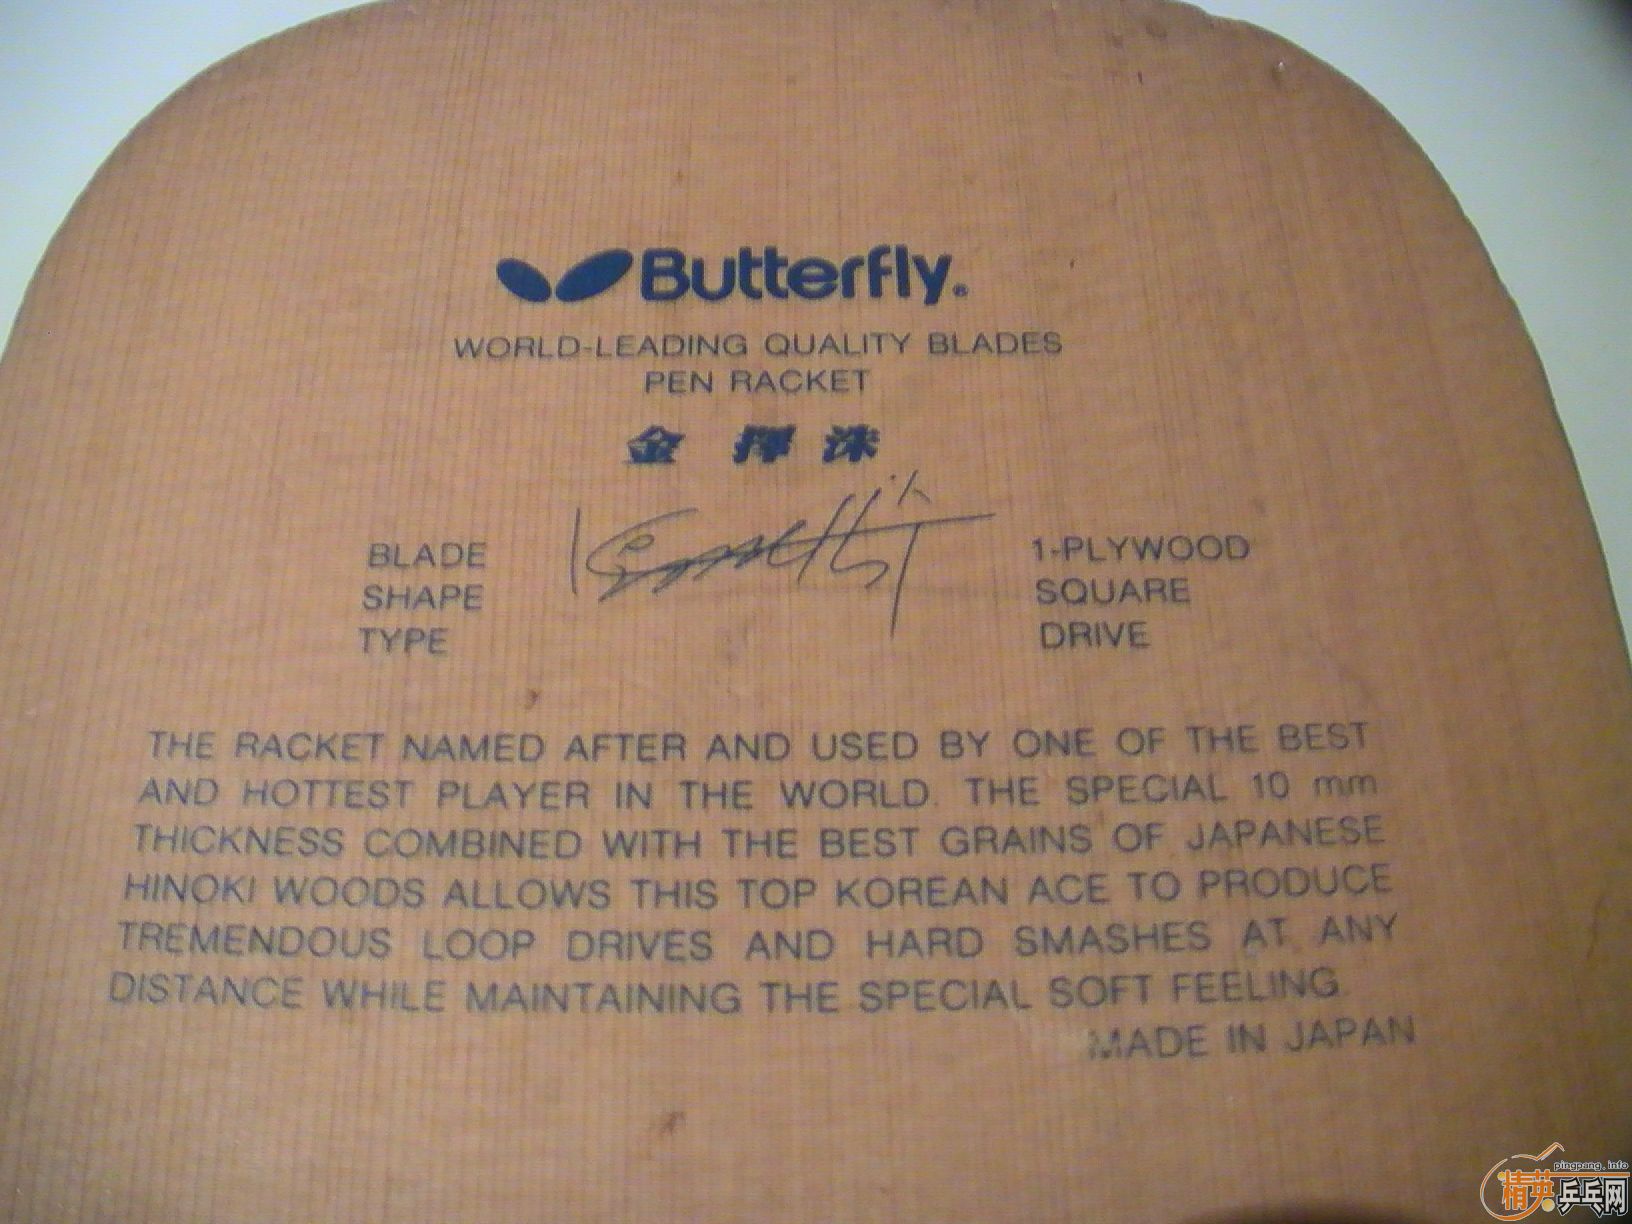 Butterfly®
WORLD-LEADING QUALITY BLADES
PEN RACKET
金擇洙
BLADE 1-PLYWOOD
SHAPE SQUARE
TYPE DRIVE
THE RACKET NAMED AFTER AND USED BY ONE OF THE BEST
AND HOTTEST PLAYER IN THE WORLD. THE SPECIAL 10 mm
THICKNESS COMBINED WITH THE BEST GRAINS OF JAPANESE
HINOKI WOODS ALLOWS THIS TOP KOREAN ACE TO PRODUCE
TREMENDOUS LOOP DRIVES AND HARD SMASHES AT ANY
DISTANCE WHILE MAINTAINING THE SPECIAL SOFT FEELING.
MADE IN JAPAN
pingpang.info
精英乒乓网